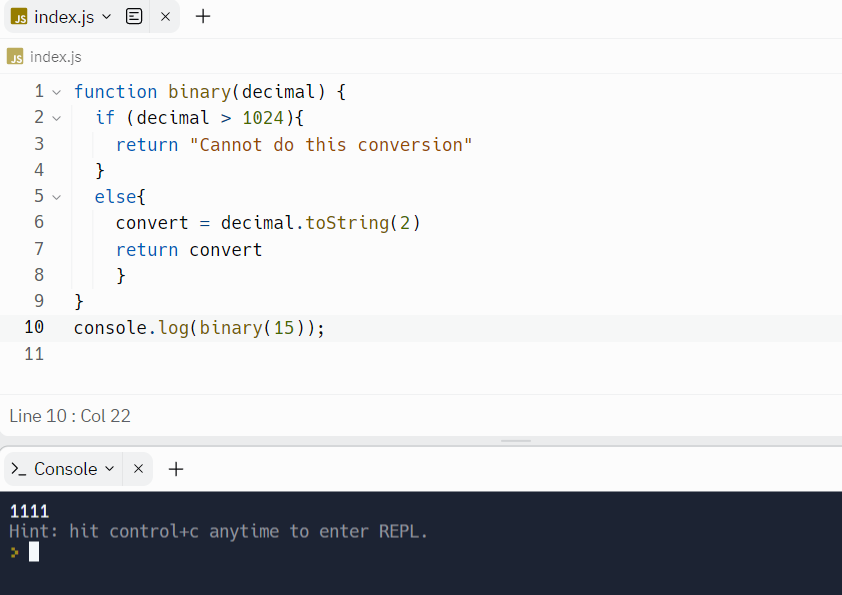 JS index.js
JS index.js
1 function binary(decimal) {
2 if (decimal > 1024){
3 return "Cannot do this conversion"
4 }
5 else{
6 convert = decimal.toString(2)
7 return convert
8 }
9 }
10 console.log(binary(15));
11
Line 10 : Col 22
>_ Console
1111
Hint: hit control+c anytime to enter REPL.
>